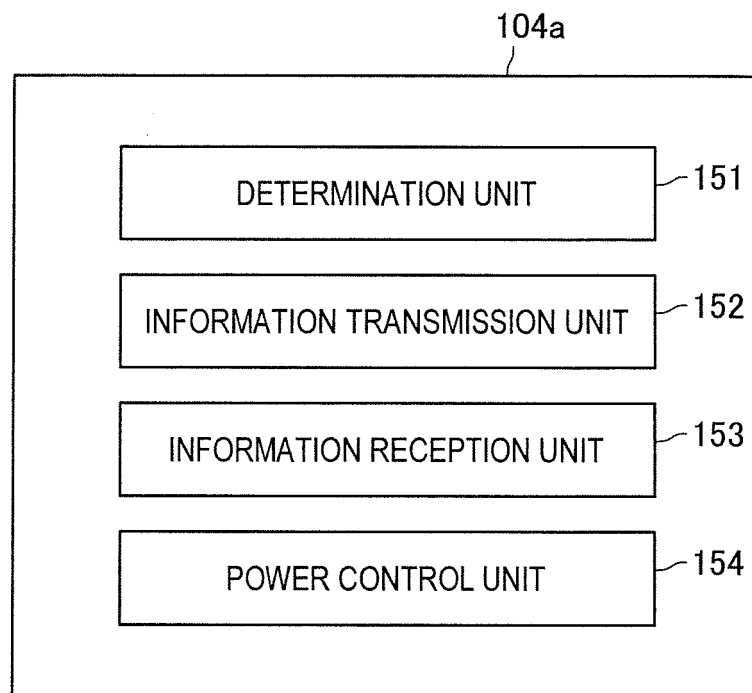 104a
DETERMINATION UNIT
151
INFORMATION TRANSMISSION UNIT
152
INFORMATION RECEPTION UNIT
153
POWER CONTROL UNIT
154